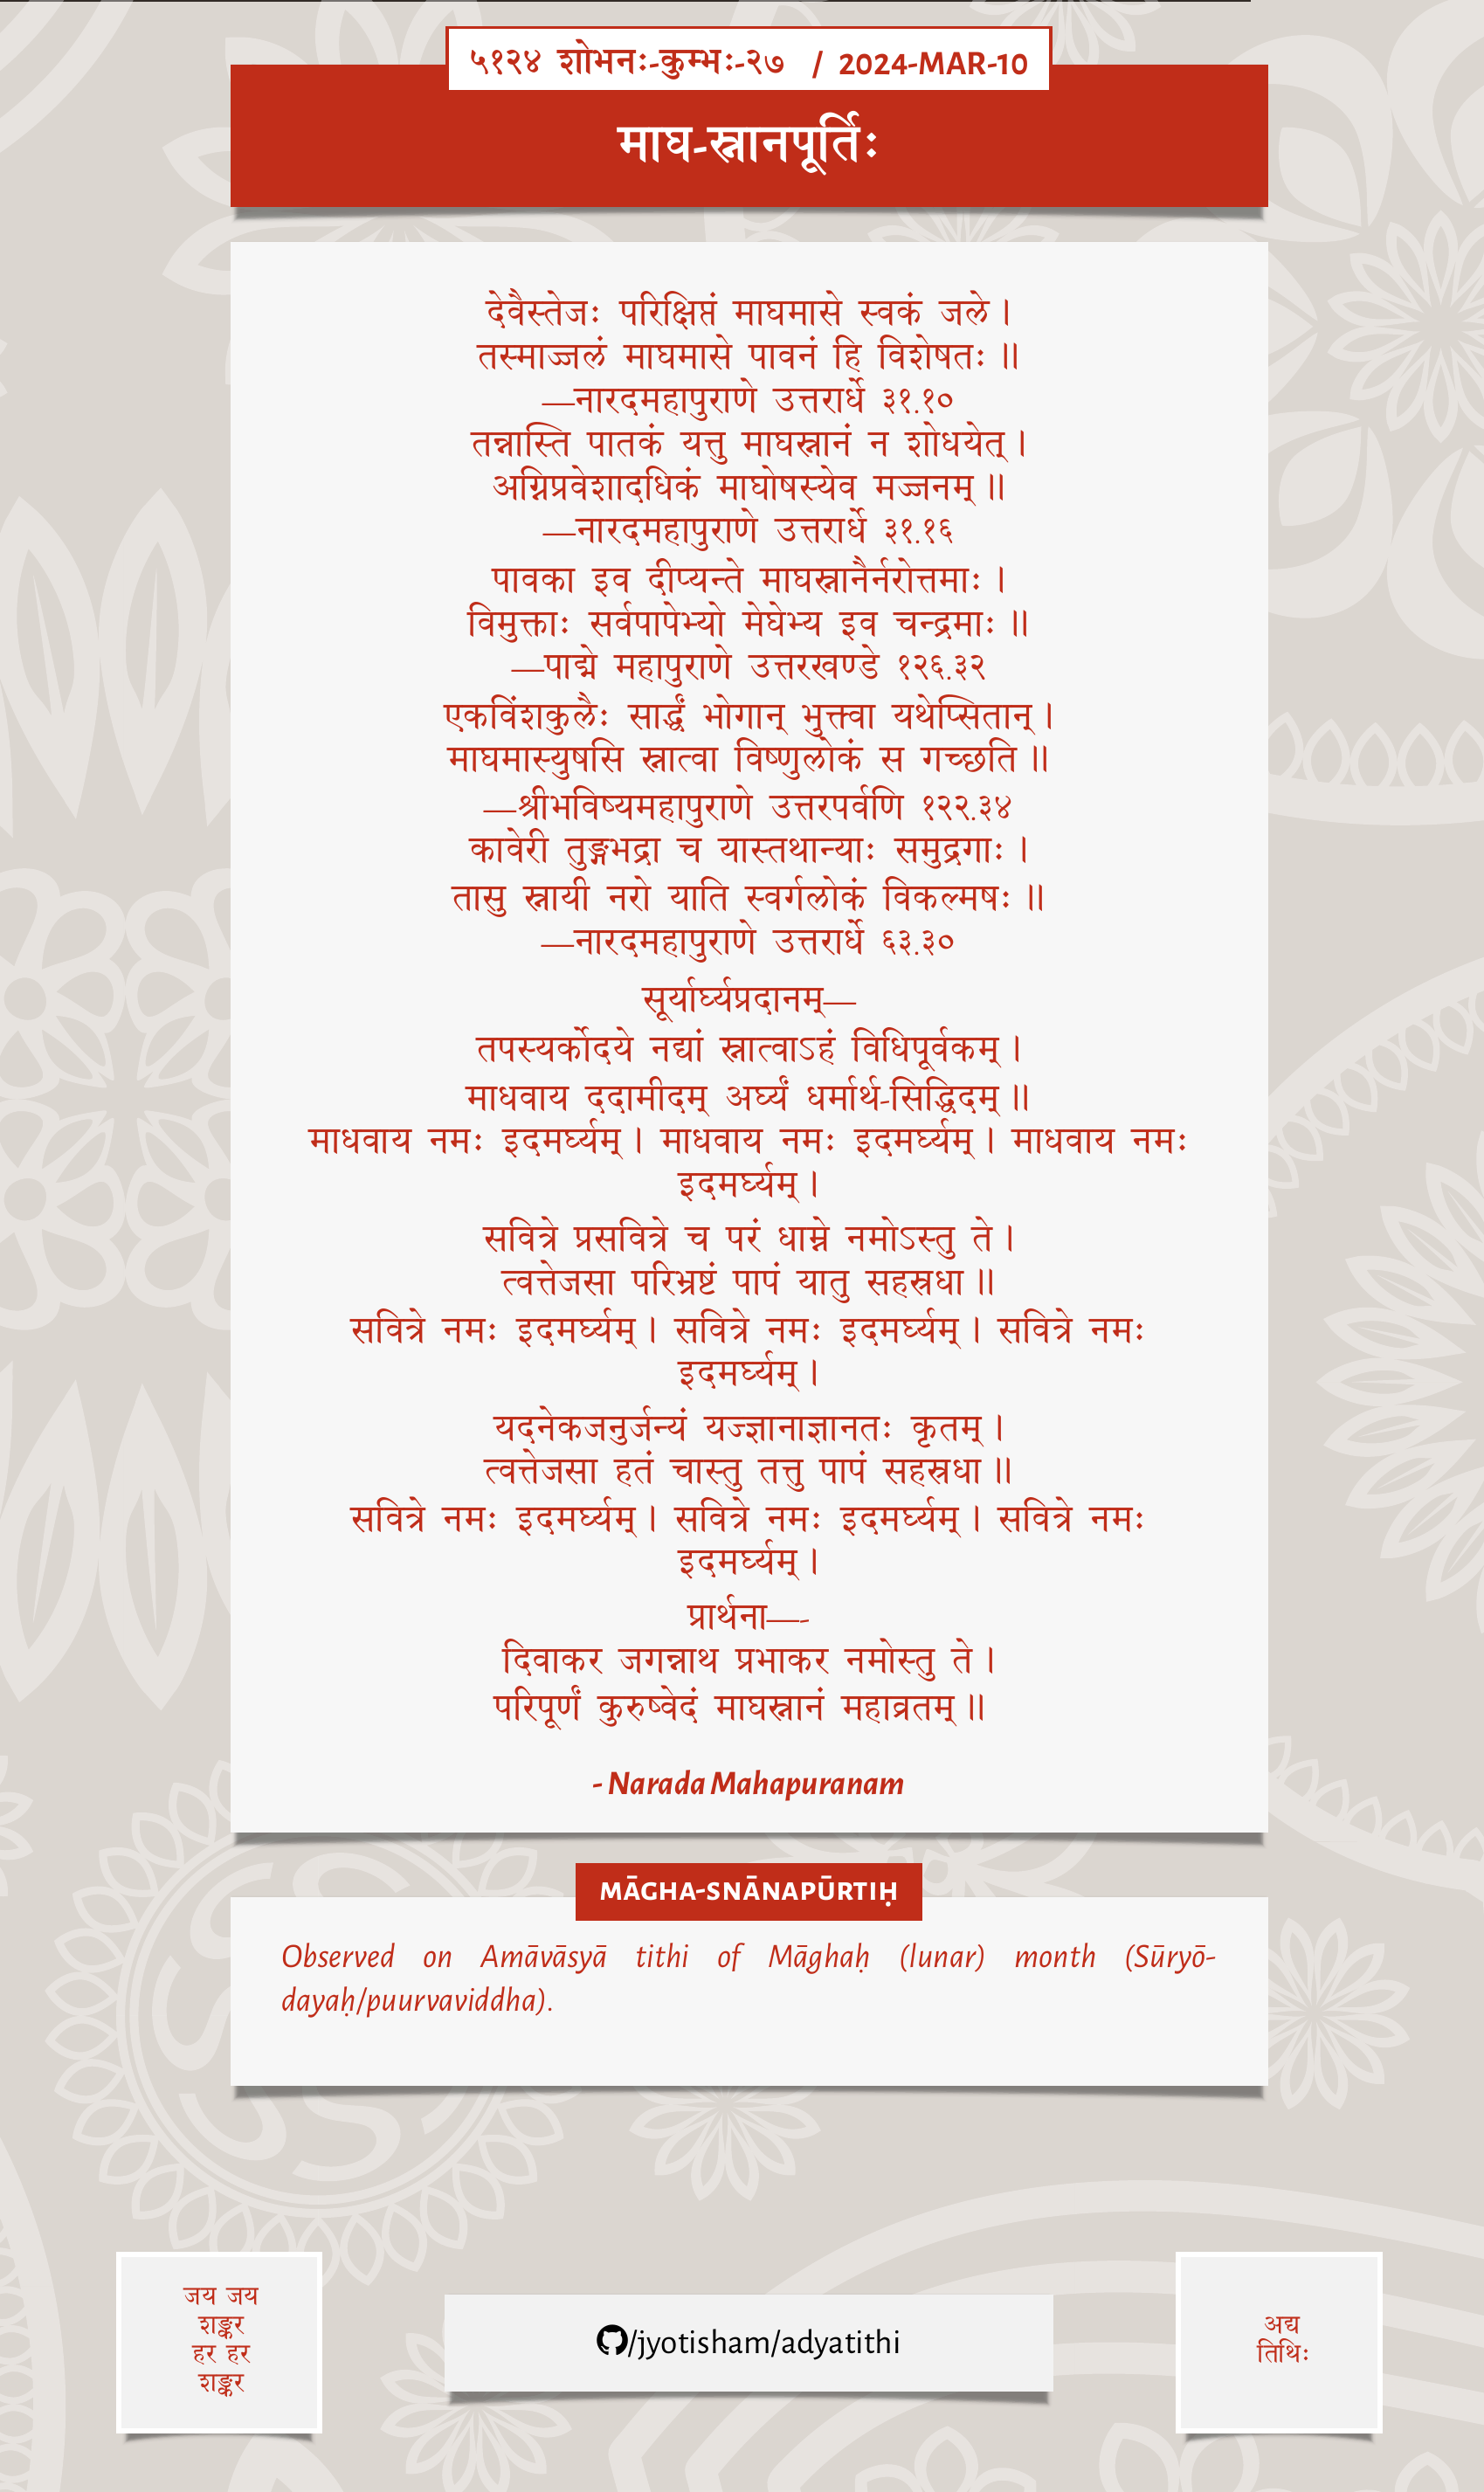 ५१२४ शोभनः-कुम्भः-२७ / 2024-MAR-10
माघ-स्नानपूर्तिः
देवैस्तेजः परिक्षिप्तं माघमासे स्वकं जले।
तस्माज्जलं माघमासे पावनं हि विशेषतः॥
—नारदमहापुराणे उत्तरार्धे ३१.१०
तन्नास्ति पातकं यत्तु माघस्नानं न शोधयेत्।
अग्निप्रवेशादधिकं माघोषस्येव मज्जनम्॥
—नारदमहापुराणे उत्तरार्धे ३१.१६
पावका इव दीप्यन्ते माघस्नानैर्नरोत्तमाः।
विमुक्ताः सर्वपापेभ्यो मेघेभ्य इव चन्द्रमाः॥
—पाद्मे महापुराणे उत्तरखण्डे १२६.३२
एकविंशकुलैः सार्द्धं भोगान् भुक्त्वा यथेप्सितान्।
माघमास्युषसि स्नात्वा विष्णुलोकं स गच्छति॥
—श्रीभविष्यमहापुराणे उत्तरपर्वणि १२२.३४
कावेरी तुङ्गभद्रा च यास्तथान्याः समुद्रगाः।
तासु स्नायी नरो याति स्वर्गलोकं विकल्मषः॥
—नारदमहापुराणे उत्तरार्धे ६३.३०
सूर्यार्घ्यप्रदानम्—
तपस्यर्कोदये नद्यां स्नात्वाऽहं विधिपूर्वकम्।
माधवाय ददामीदम् अर्घ्यं धर्मार्थ-सिद्धिदम्॥
माधवाय नमः इदमर्घ्यम्। माधवाय नमः इदमर्घ्यम्। माधवाय नमः
इदमर्घ्यम्।
सवित्रे प्रसवित्रे च परं धाम्ने नमोऽस्तु ते।
त्वत्तेजसा परिभ्रष्टं पापं यातु सहस्रधा॥
सवित्रे नमः इदमर्घ्यम्। सवित्रे नमः इदमर्घ्यम्। सवित्रे नमः
इदमर्घ्यम्।
यदनेकजनुर्जन्यं यज्ज्ञानाज्ञानतः कृतम्।
त्वत्तेजसा हतं चास्तु तत्तु पापं सहस्रधा॥
सवित्रे नमः इदमर्घ्यम्। सवित्रे नमः इदमर्घ्यम्। सवित्रे नमः
इदमर्घ्यम्।
प्रार्थना—-
दिवाकर जगन्नाथ प्रभाकर नमोस्तु ते।
परिपूर्णं कुरुष्वेदं माघस्नानं महाव्रतम्॥
- Narada Mahapuranam
MĀGHA-SNĀNAPŪRTIḤ
Observed on Amāvāsyā tithi of Māghaḥ (lunar) month (Sūryō-
dayaḥ/puurvaviddha).
जय जय
शङ्कर
हर हर
शङ्कर
/jyotisham/adyatithi
अद्य
तिथिः